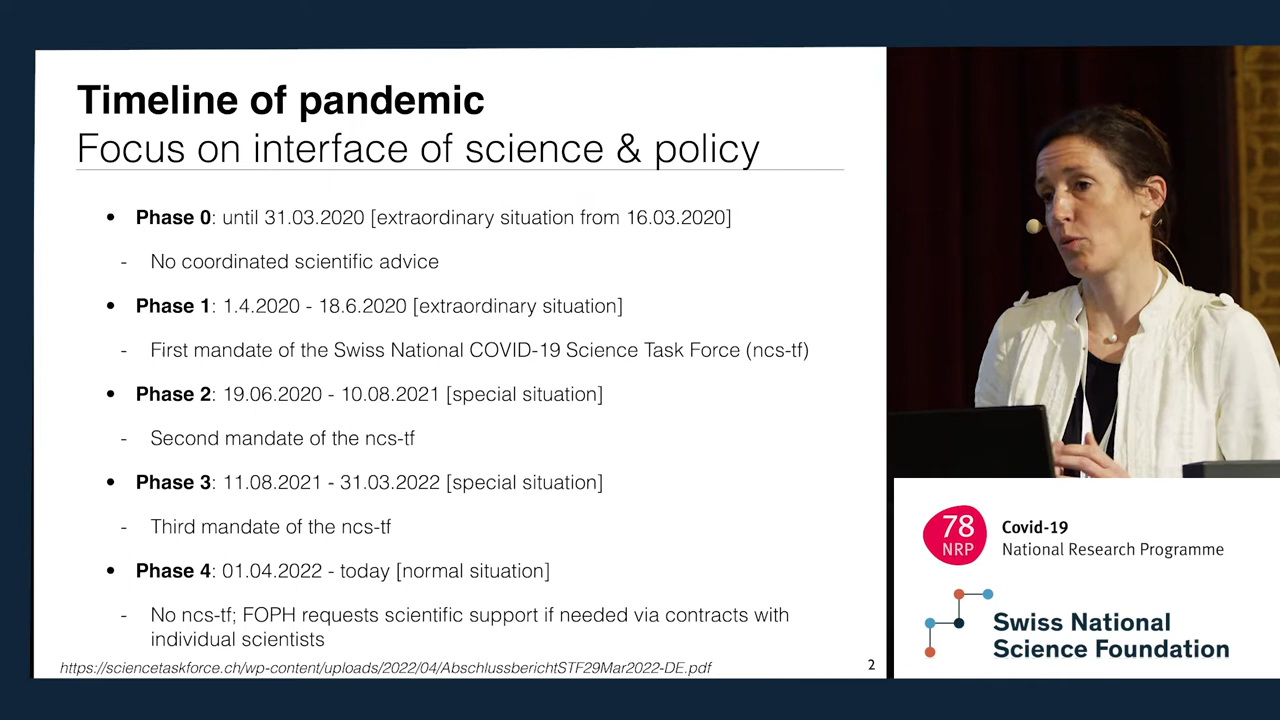 Timeline of pandemic
Focus on interface of science & policy
• Phase 0: until 31.03.2020 [extraordinary situation from 16.03.2020]
- No coordinated scientific advice
• Phase 1: 1.4.2020 - 18.6.2020 [extraordinary situation]
- First mandate of the Swiss National COVID-19 Science Task Force (ncs-tf)
• Phase 2: 19.06.2020 - 10.08.2021 [special situation]
- Second mandate of the ncs-tf
• Phase 3: 11.08.2021 - 31.03.2022 [special situation]
- Third mandate of the ncs-tf
• Phase 4: 01.04.2022 - today [normal situation]
- No ncs-tf; FOPH requests scientific support if needed via contracts with
individual scientists
https://sciencetaskforce.ch/wp-content/uploads/2022/04/AbschlussberichtSTF29Mar2022-DE.pdf
2
78
NRP
Covid-19
National Research Programme
Swiss National
Science Foundation